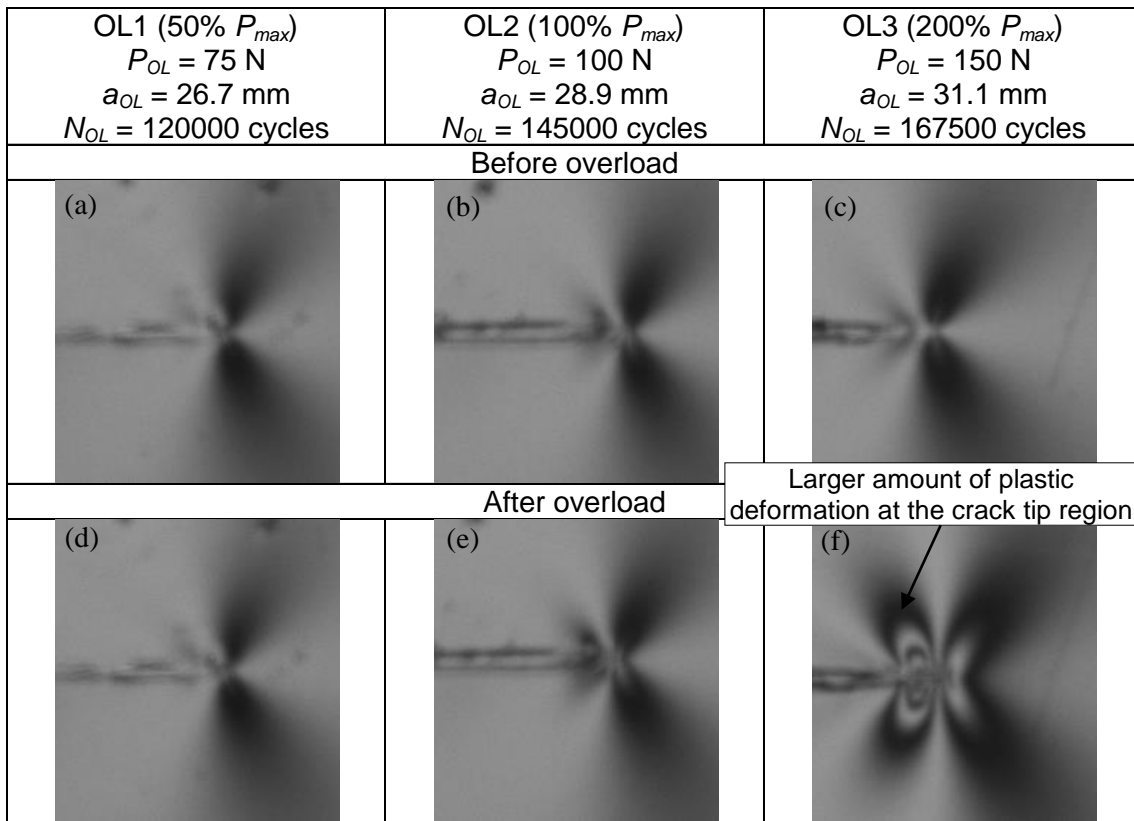 OL1 (50% Pmax)
POL = 75 N
aOL = 26.7 mm
NOL = 120000 cycles
OL2 (100% Pmax)
POL = 100 N
aOL = 28.9 mm
NOL = 145000 cycles
OL3 (200% Pmax)
POL = 150 N
aOL = 31.1 mm
NOL = 167500 cycles
Before overload
(a)
(b)
(c)
After overload
Larger amount of plastic
deformation at the crack tip region
(d)
(e)
(f)